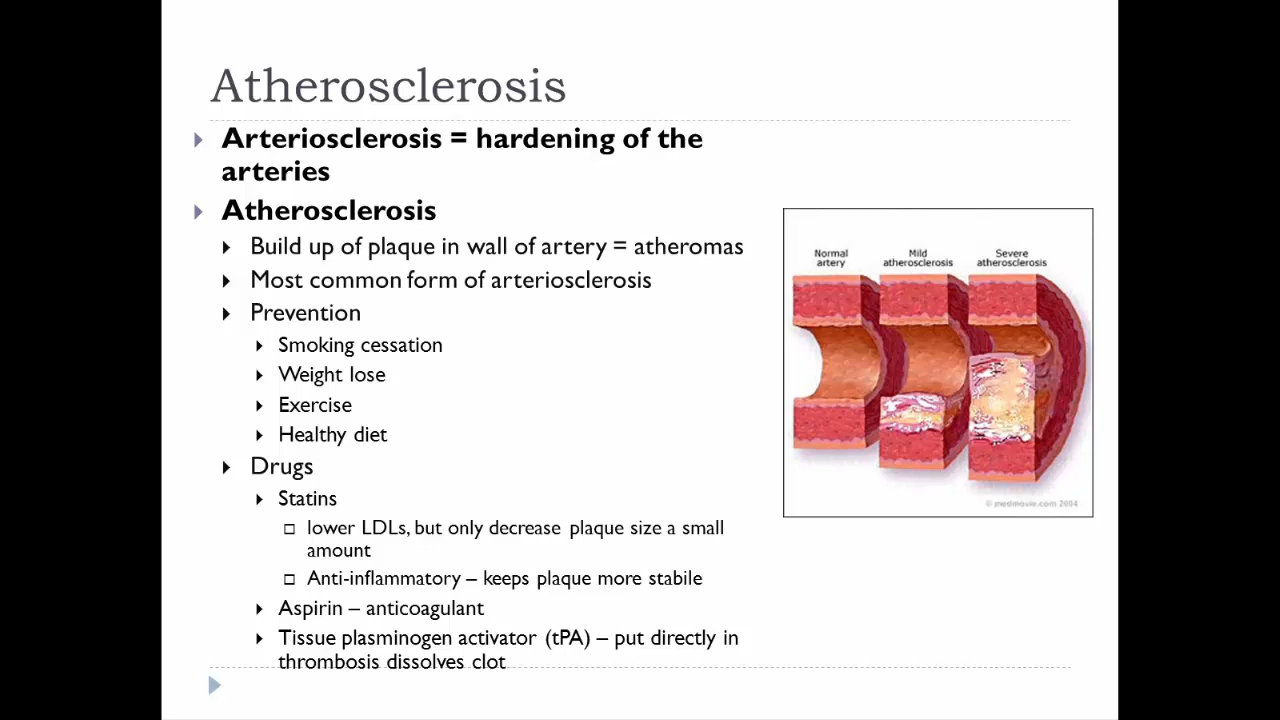 Atherosclerosis
Arteriosclerosis = hardening of the
arteries
Atherosclerosis
Build up of plaque in wall of artery = atheromas
Most common form of arteriosclerosis
Prevention
Smoking cessation
Weight lose
Exercise
Healthy diet
Drugs
Statins
lower LDLs, but only decrease plaque size a small
amount
Anti-inflammatory – keeps plaque more stabile
Aspirin – anticoagulant
Tissue plasminogen activator (tPA) – put directly in
thrombosis dissolves clot
Normal
artery
Mild
atherosclerosis
Severe
atherosclerosis
© medmovie.com 2004